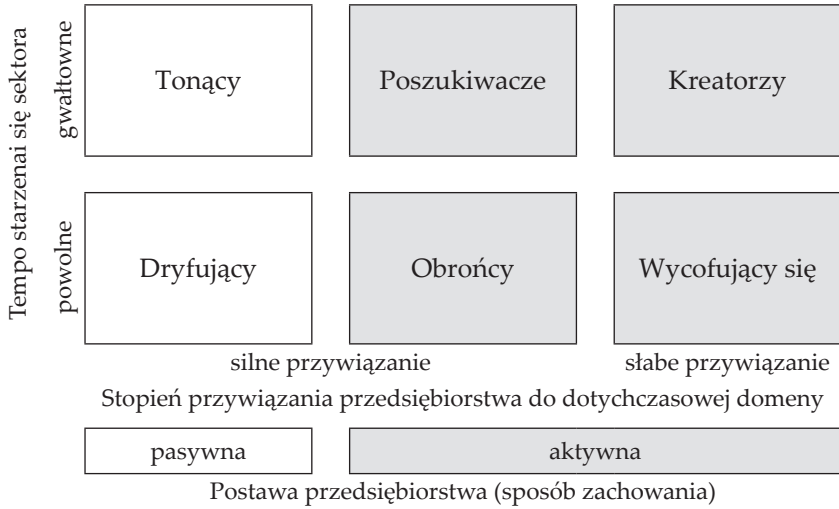 Tempo starzenai się sektora
gwałtowne
Tonący
Poszukiwacze
Kreatorzy
powolne
Dryfujący
Obrońcy
Wycofujący się
silne przywiązanie
słabe przywiązanie
Stopień przywiązania przedsiębiorstwa do dotychczasowej domeny
pasywna
aktywna
Postawa przedsiębiorstwa (sposób zachowania)